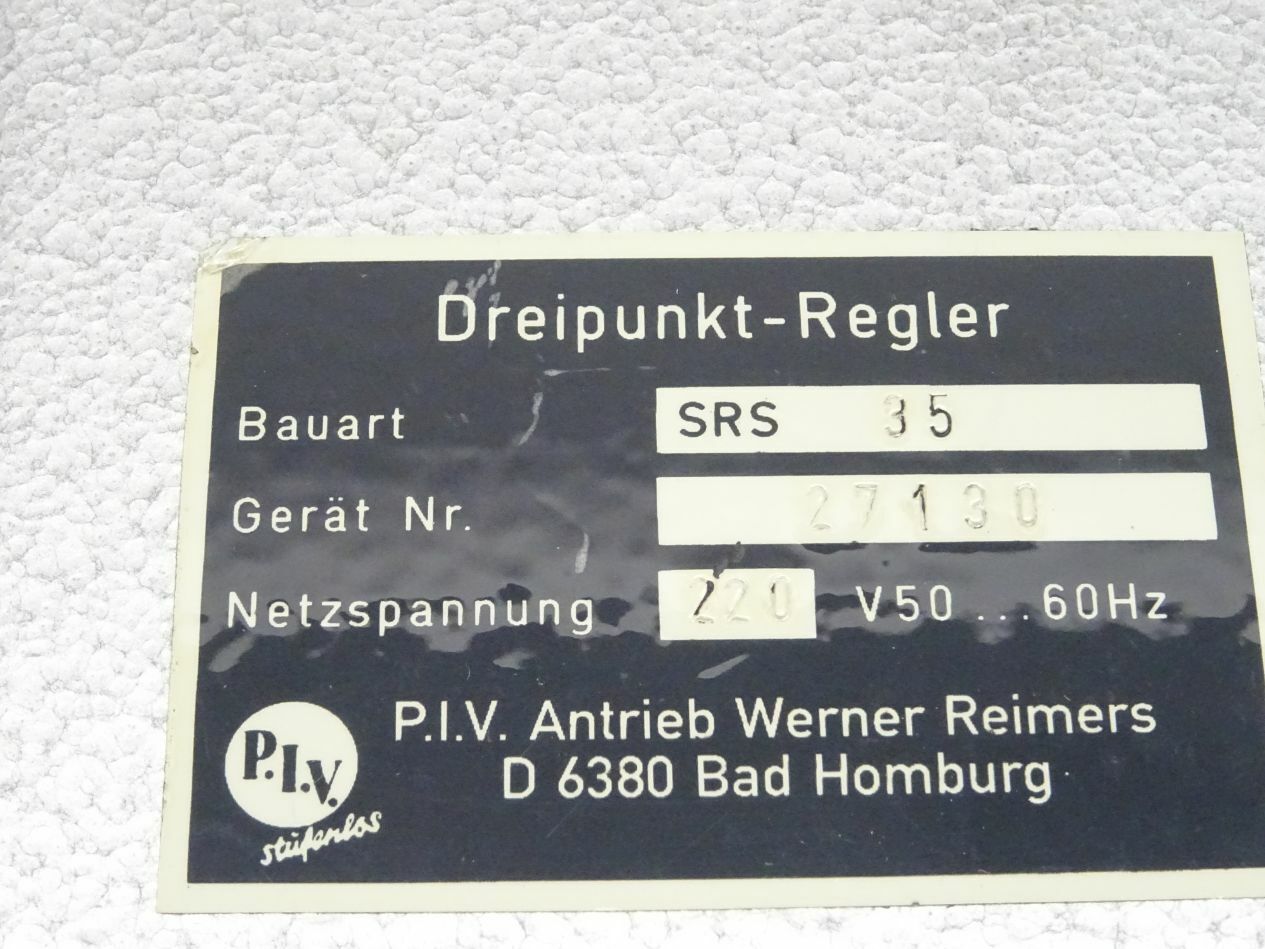 Dreipunkt-Regler
Bauart SRS 35
Gerät Nr. 27130
Netzspannung 220 V50 ...60Hz
P.I.V. Antrieb Werner Reimers
D 6380 Bad Homburg
P.I.V.
stufenlos